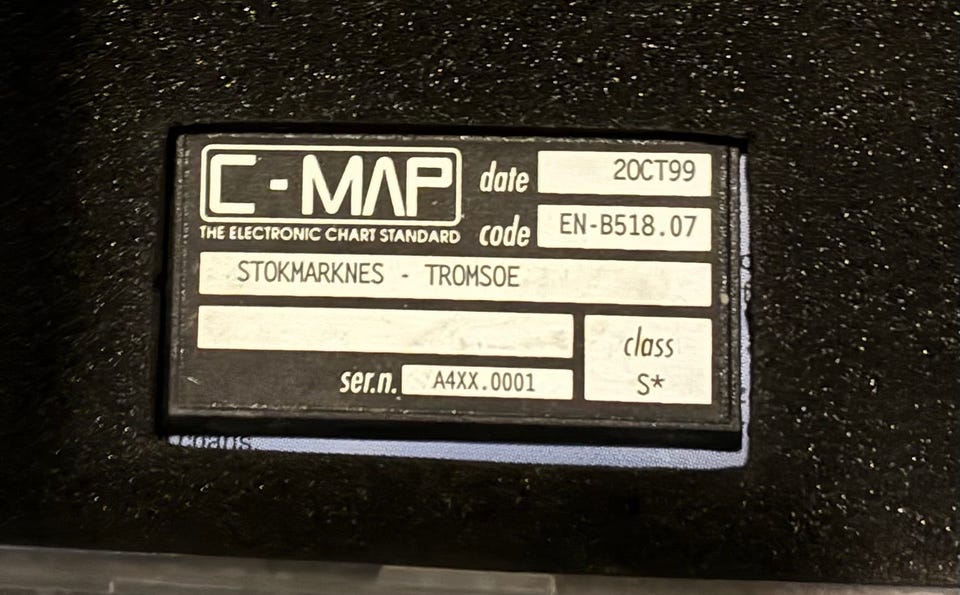 C-MAP
THE ELECTRONIC CHART STANDARD
date 2OCT99
code EN-B518.07
STOKMARKNES - TROMSOE
class
S*
ser.n. A4XX.0001